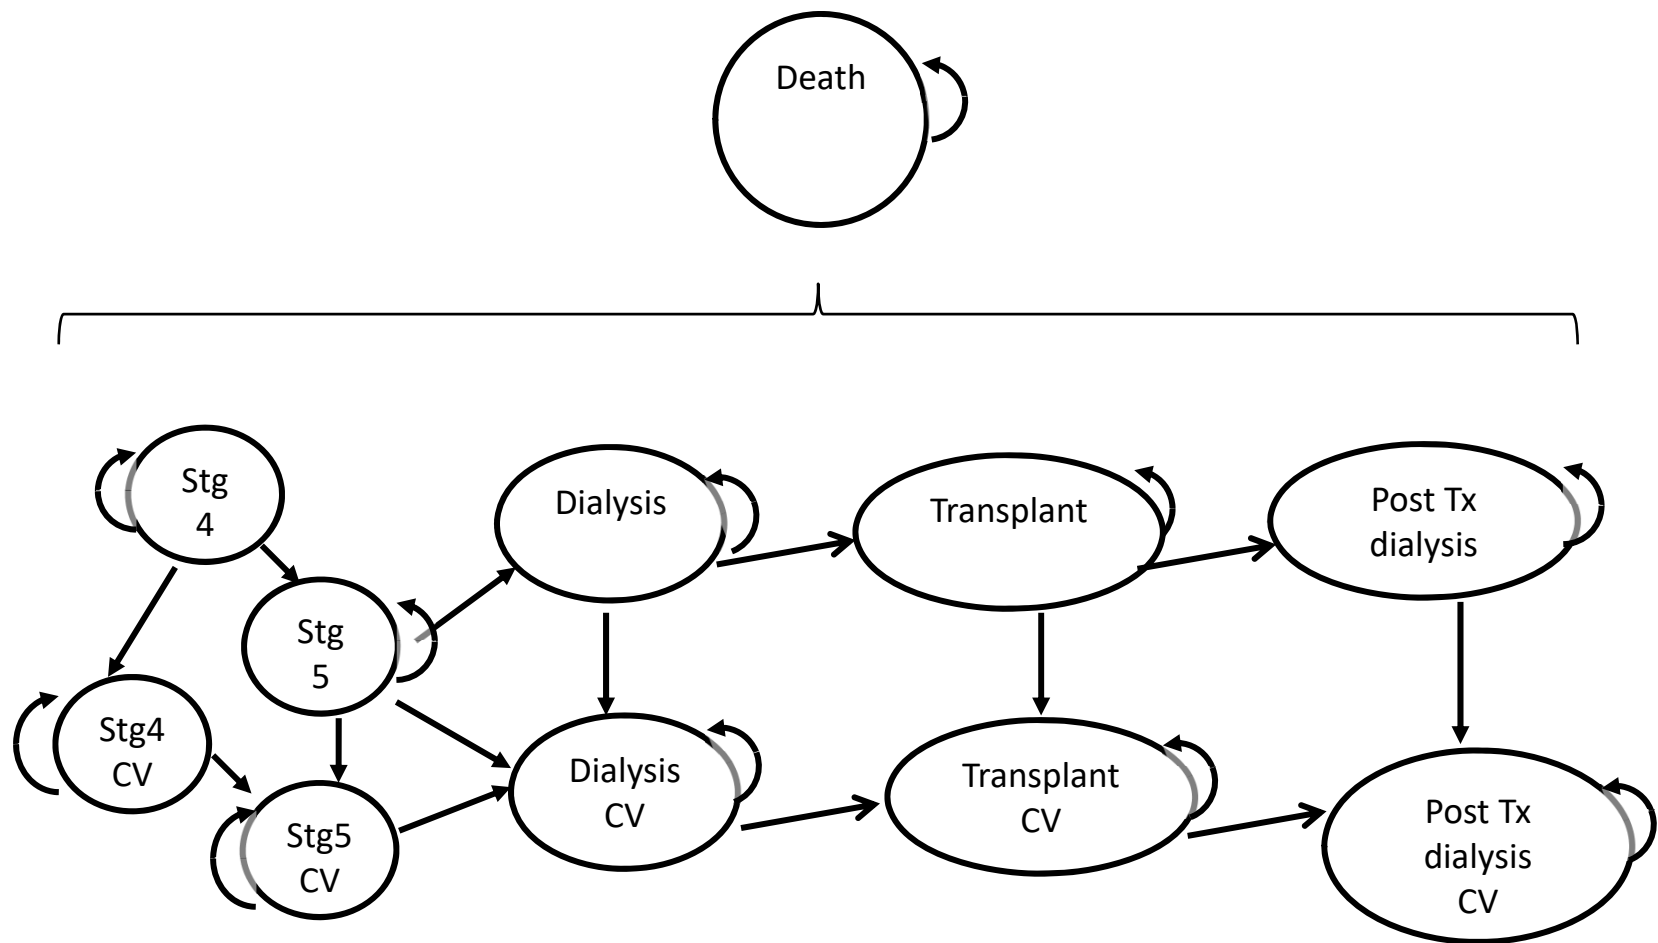 Death
Stg
4
Dialysis
Transplant
Post Tx
dialysis
Stg
5
Stg4
CV
Dialysis
CV
Transplant
CV
Stg5
CV
Post Tx
dialysis
CV